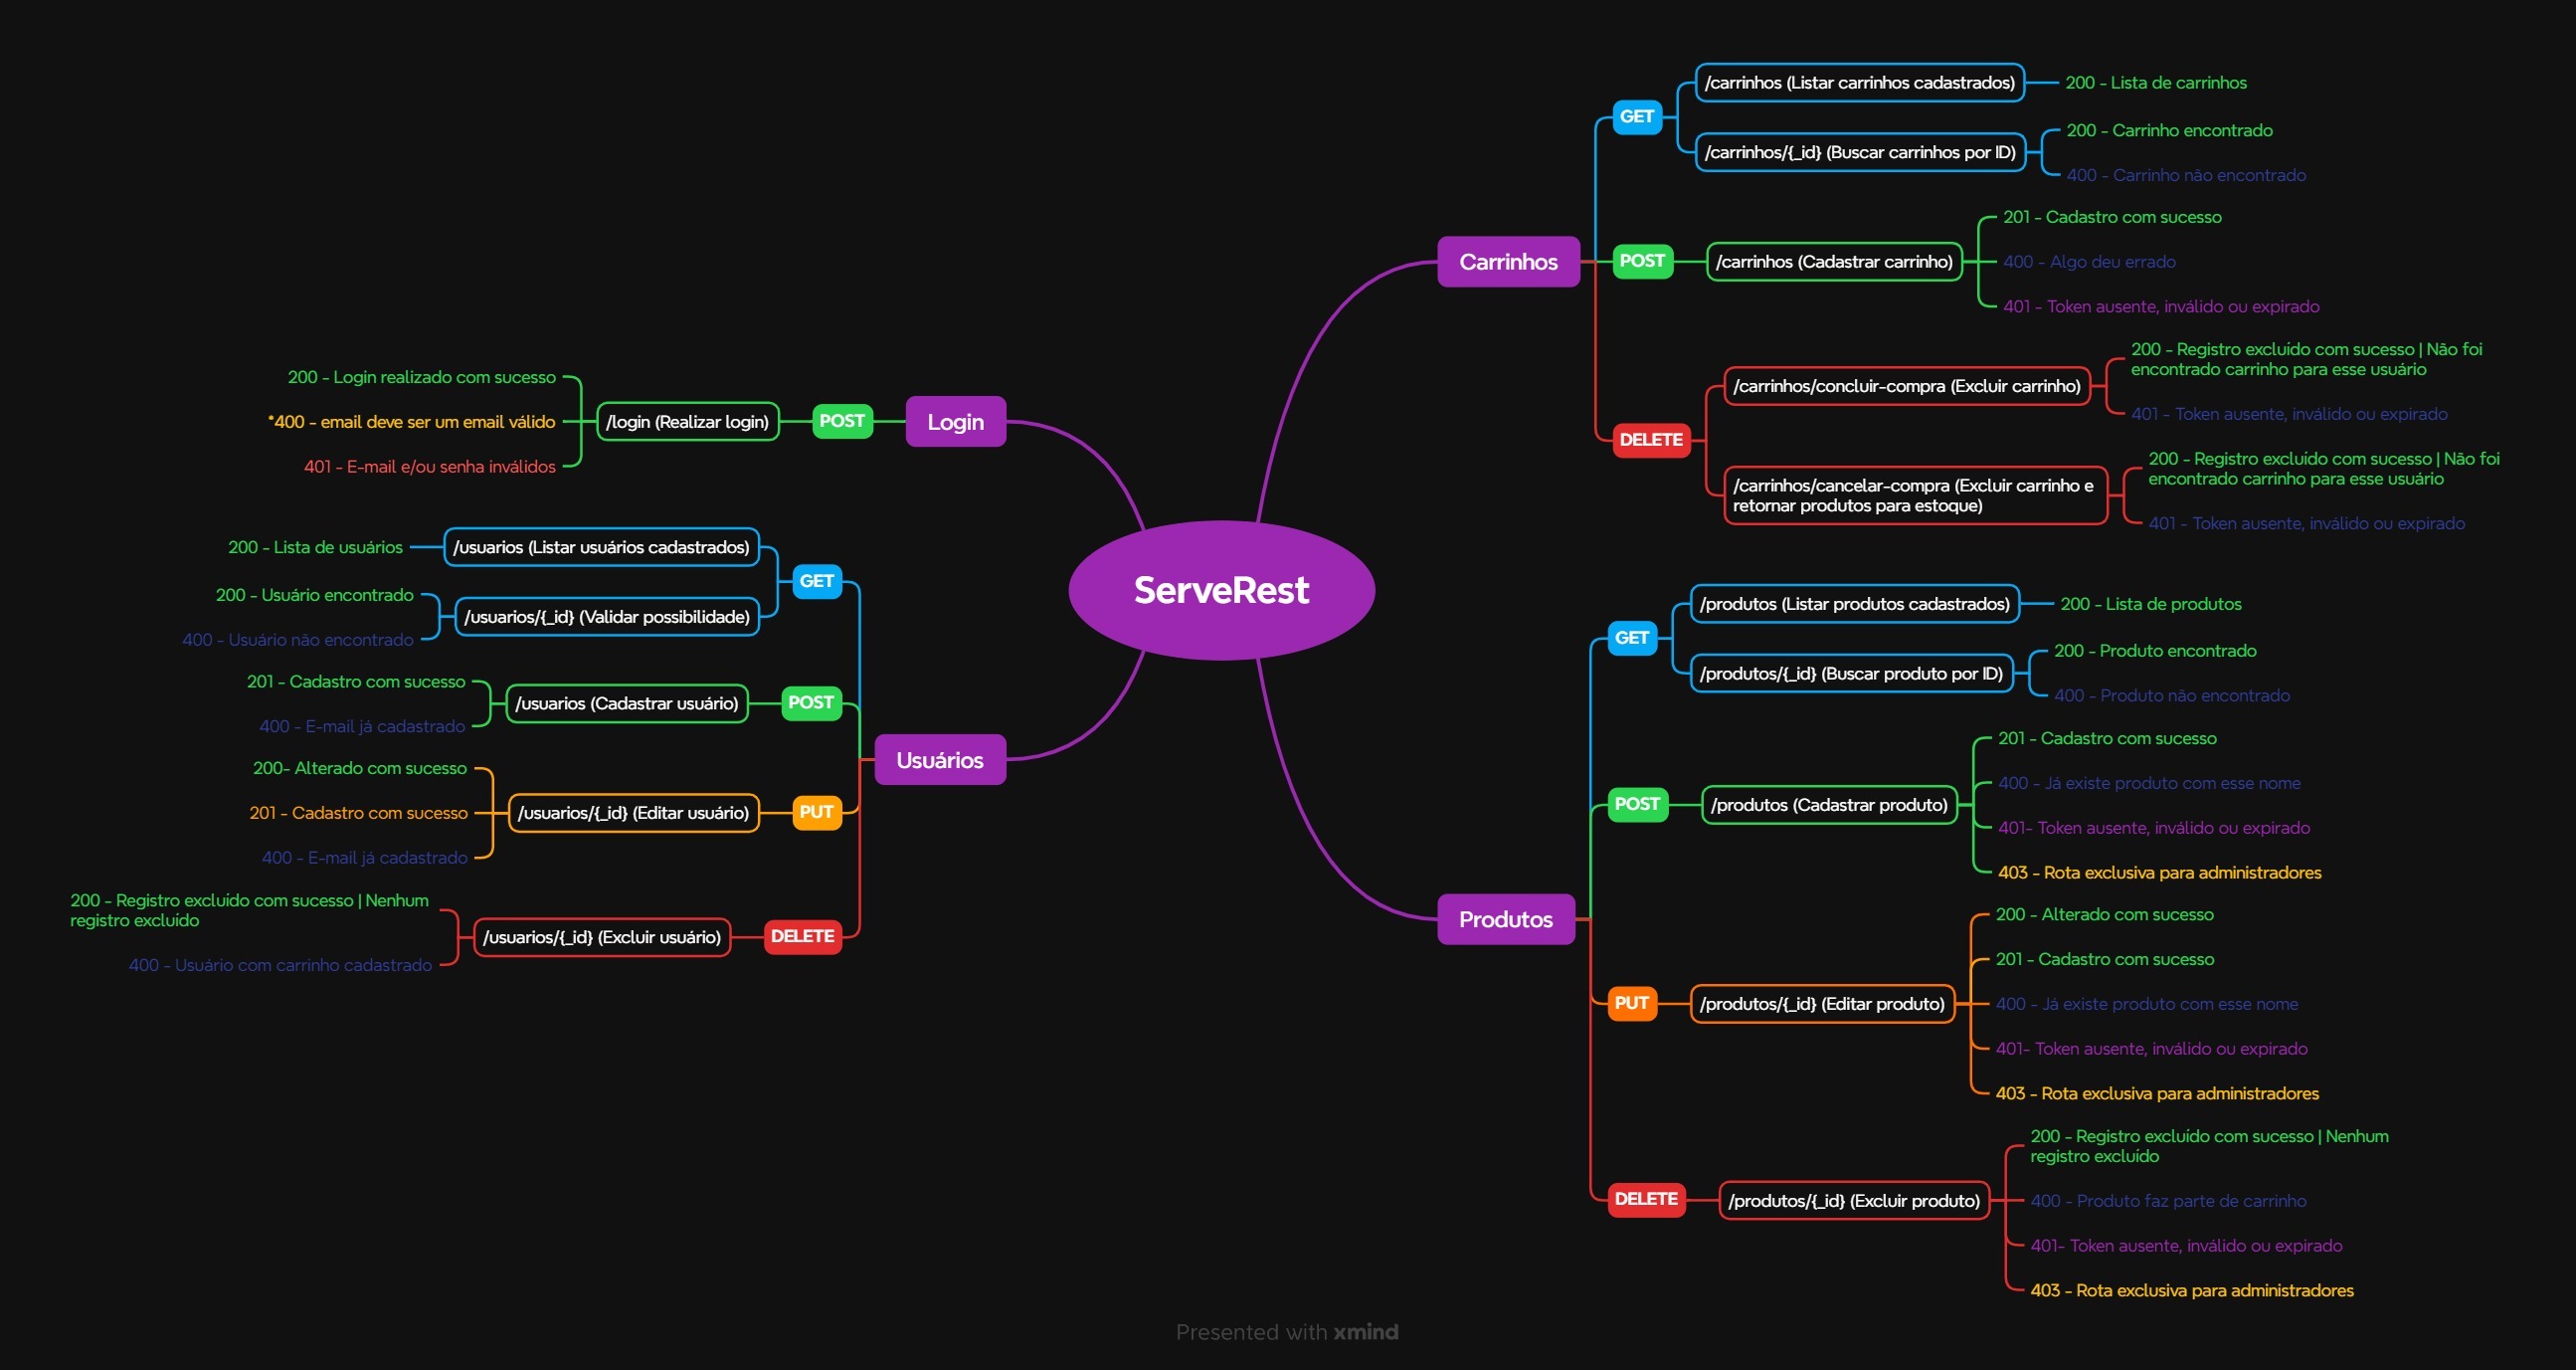 ServeRest
Carrinhos
GET
/carrinhos (Listar carrinhos cadastrados)
200 - Lista de carrinhos
/carrinhos/{_id} (Buscar carrinhos por ID)
200 - Carrinho encontrado
400 - Carrinho não encontrado
POST
/carrinhos (Cadastrar carrinho)
201 - Cadastro com sucesso
400 - Algo deu errado
401 - Token ausente, inválido ou expirado
DELETE
/carrinhos/concluir-compra (Excluir carrinho)
200 - Registro excluído com sucesso | Não foi
encontrado carrinho para esse usuário
401 - Token ausente, inválido ou expirado
/carrinhos/cancelar-compra (Excluir carrinho e
retornar produtos para estoque)
200 - Registro excluído com sucesso | Não foi
encontrado carrinho para esse usuário
401 - Token ausente, inválido ou expirado
Produtos
GET
/produtos (Listar produtos cadastrados)
200 - Lista de produtos
/produtos/{_id} (Buscar produto por ID)
200 - Produto encontrado
400 - Produto não encontrado
POST
/produtos (Cadastrar produto)
201 - Cadastro com sucesso
400 - Já existe produto com esse nome
401- Token ausente, inválido ou expirado
403 - Rota exclusiva para administradores
PUT
/produtos/{_id} (Editar produto)
200 - Alterado com sucesso
201 - Cadastro com sucesso
400 - Já existe produto com esse nome
401- Token ausente, inválido ou expirado
403 - Rota exclusiva para administradores
DELETE
/produtos/{_id} (Excluir produto)
200 - Registro excluído com sucesso | Nenhum
registro excluído
400 - Produto faz parte de carrinho
401- Token ausente, inválido ou expirado
403 - Rota exclusiva para administradores
Login
POST
/login (Realizar login)
200 - Login realizado com sucesso
*400 - email deve ser um email válido
401 - E-mail e/ou senha inválidos
Usuários
GET
/usuarios (Listar usuários cadastrados)
200 - Lista de usuários
/usuarios/{_id} (Validar possibilidade)
200 - Usuário encontrado
400 - Usuário não encontrado
POST
/usuarios (Cadastrar usuário)
201 - Cadastro com sucesso
400 - E-mail já cadastrado
PUT
/usuarios/{_id} (Editar usuário)
200- Alterado com sucesso
201 - Cadastro com sucesso
400 - E-mail já cadastrado
DELETE
/usuarios/{_id} (Excluir usuário)
200 - Registro excluído com sucesso | Nenhum
registro excluído
400 - Usuário com carrinho cadastrado
Presented with xmind